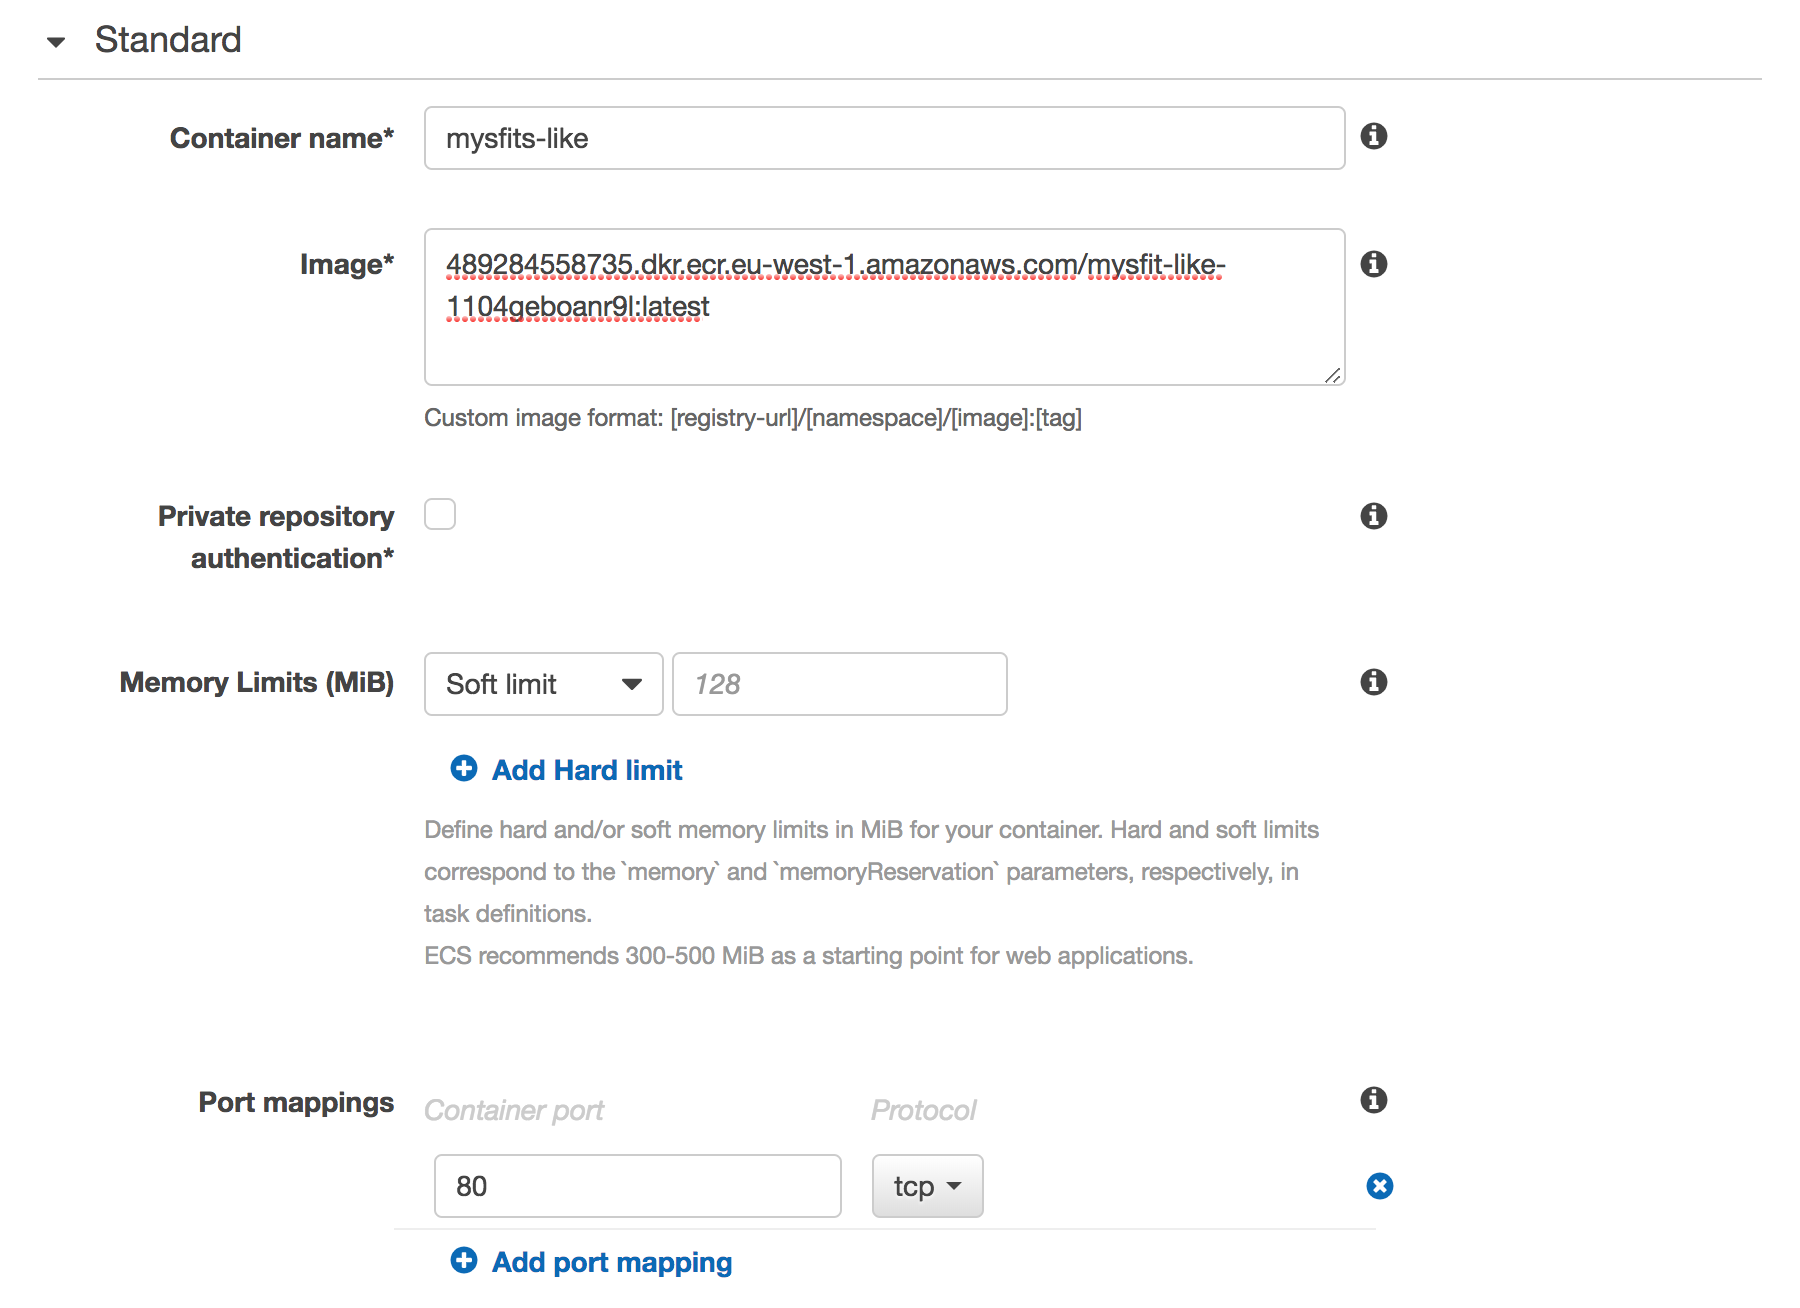 Standard
Container name*
mysfits-like
Image*
489284558735.dkr.ecr.eu-west-1.amazonaws.com/mysfit-like-
1104geboanr9l:latest
Custom image format: [registry-url]/[namespace]/[image]:[tag]
Private repository
authentication*
Memory Limits (MiB)
Soft limit
128
Add Hard limit
Define hard and/or soft memory limits in MiB for your container. Hard and soft limits
correspond to the `memory` and `memoryReservation` parameters, respectively, in
task definitions.
ECS recommends 300-500 MiB as a starting point for web applications.
Port mappings
Container port
Protocol
80
tcp
Add port mapping